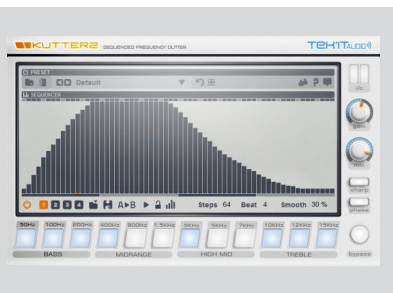 KUTTER2 SEQUENCED FREQUENCY CUTTER
TEK'IT AUDIO
PRESET
Default
SEQUENCER
i/o
gain
mix
1 2 3 4 A▸B Steps 64 Beat 4 Smooth 30 %
sharp
phase
50Hz 100Hz 200Hz 400Hz 800Hz 1.5KHz 3KHz 5KHz 7KHz 10KHz 12KHz 15KHz
BASS MIDRANGE HIGH MID TREBLE bypass